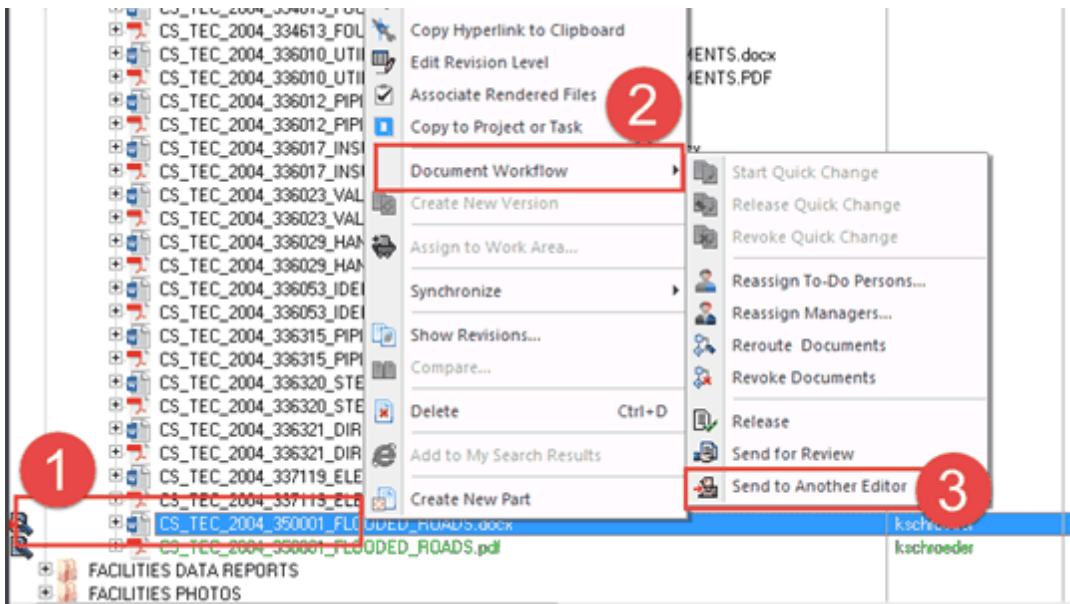 CS_TEC_2004_334613_FOU
CS_TEC_2004_336010_UTI
MENTS.docx
CS_TEC_2004_336010_UTI
MENTS.PDF
CS_TEC_2004_336012_PIP
CS_TEC_2004_336012_PIP
CS_TEC_2004_336017_INS
CS_TEC_2004_336017_INS
CS_TEC_2004_336023_VAL
CS_TEC_2004_336023_VAL
CS_TEC_2004_336029_HAN
CS_TEC_2004_336029_HAN
CS_TEC_2004_336053_IDE
CS_TEC_2004_336053_IDE
CS_TEC_2004_336315_PIP
CS_TEC_2004_336315_PIP
CS_TEC_2004_336320_STE
CS_TEC_2004_336320_STE
CS_TEC_2004_336321_DIR
CS_TEC_2004_336321_DIR
CS_TEC_2004_337119_ELE
CS_TEC_2004_337119_ELE
1
CS_TEC_2004_350001_FLOODED_ROADS.docx
kschroeder
CS_TEC_2004_350001_FLOODED_ROADS.pdf
kschroeder
FACILITIES DATA REPORTS
FACILITIES PHOTOS
Copy Hyperlink to Clipboard
Edit Revision Level
Associate Rendered Files
Copy to Project or Task
2
Document Workflow
Create New Version
Assign to Work Area...
Synchronize
Show Revisions...
Compare...
Delete Ctrl+D
Add to My Search Results
Create New Part
Start Quick Change
Release Quick Change
Revoke Quick Change
Reassign To-Do Persons...
Reassign Managers...
Reroute Documents
Revoke Documents
Release
Send for Review
Send to Another Editor
3